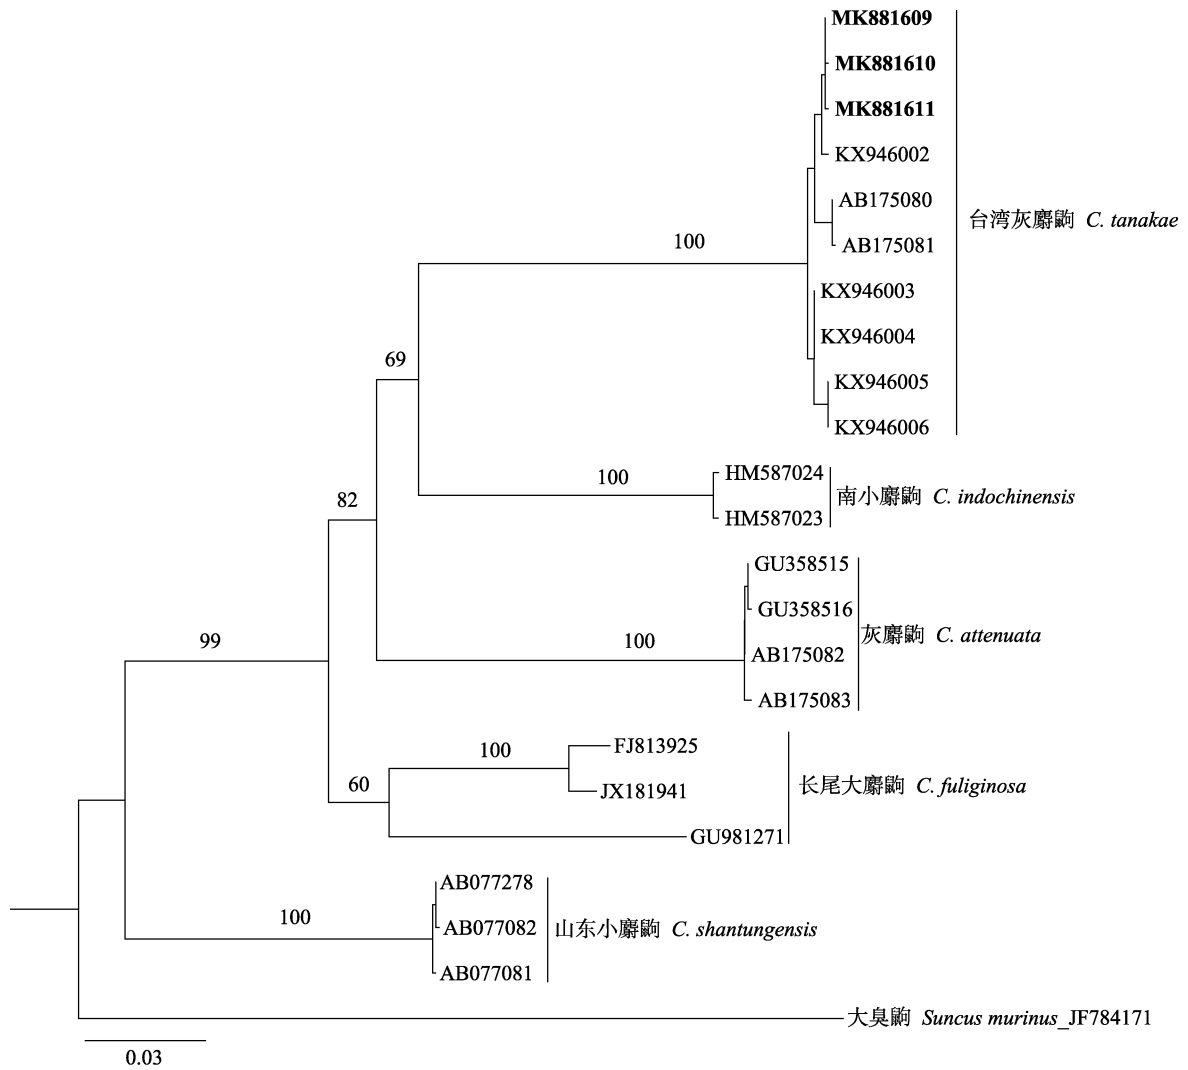 MK881609
MK881610
MK881611
KX946002
AB175080
台湾灰麝鼩 C. tanakae
100
AB175081
KX946003
KX946004
69
KX946005
KX946006
HM587024
100
南小麝鼩 C. indochinensis
82
HM587023
GU358515
GU358516
99
100
灰麝鼩 C. attenuata
AB175082
AB175083
FJ813925
100
60
长尾大麝鼩 C. fuliginosa
JX181941
GU981271
AB077278
100
AB077082
山东小麝鼩 C. shantungensis
AB077081
大臭鼩 Suncus murinus_JF784171
0.03